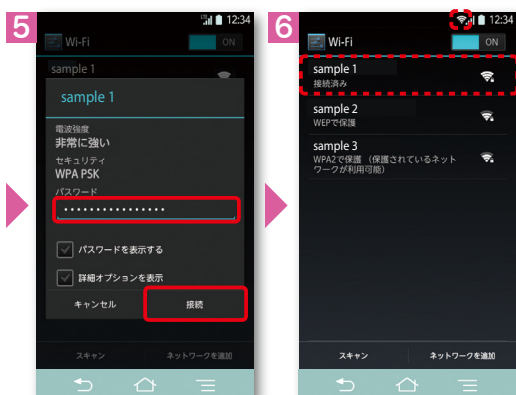 5
12:34
Wi-Fi
ON
sample 1
sample 1
電波強度
非常に強い
セキュリティ
WPA PSK
パスワード
••••••••••••••••
パスワードを表示する
詳細オプションを表示
キャンセル
接続
スキャン
ネットワークを追加
6
12:34
Wi-Fi
ON
sample 1
接続済み
sample 2
WEPで保護
sample 3
WPA2で保護 （保護されているネット
ワークが利用可能）
スキャン
ネットワークを追加